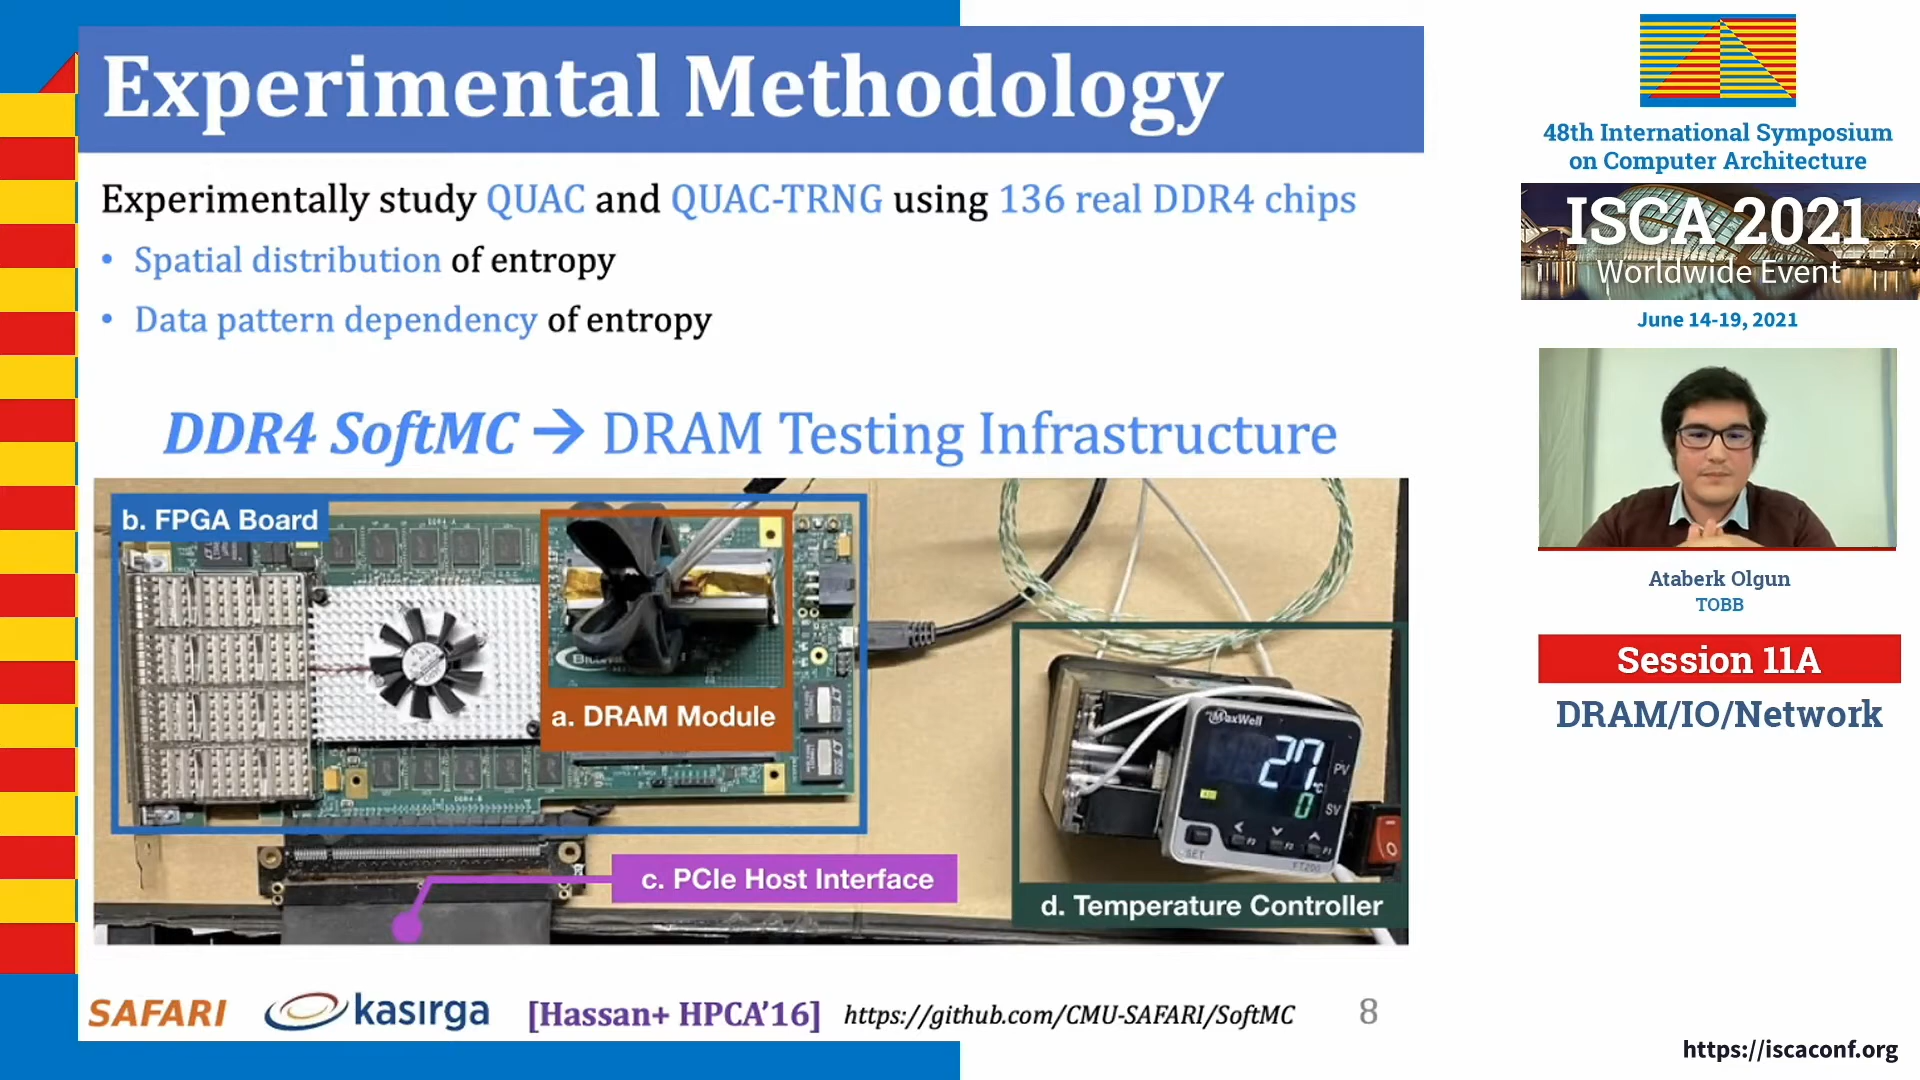 Experimental Methodology
Experimentally study QUAC and QUAC-TRNG using 136 real DDR4 chips
• Spatial distribution of entropy
• Data pattern dependency of entropy
DDR4 SoftMC → DRAM Testing Infrastructure
b. FPGA Board
a. DRAM Module
c. PCIe Host Interface
d. Temperature Controller
MaxWell
27
PV
°C
0
SV
SET
FT200
DDR4-B
SAFARI
kasırga
[Hassan+ HPCA’16]
https://github.com/CMU-SAFARI/SoftMC
8
48th International Symposium
on Computer Architecture
ISCA 2021
Worldwide Event
June 14-19, 2021
Ataberk Olgun
TOBB
Session 11A
DRAM/IO/Network
https://iscaconf.org